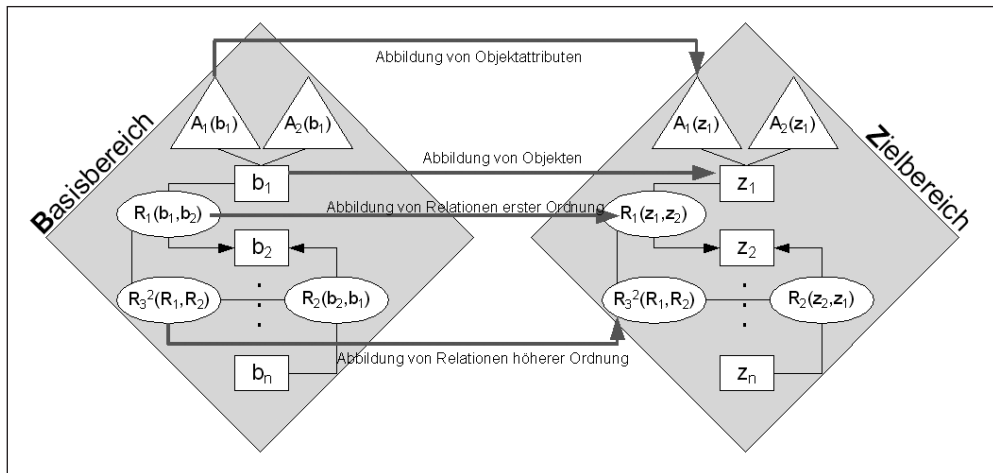 Abbildung von Objektattributen
A₁(b₁)
A₂(b₁)
A₁(z₁)
A₂(z₁)
Basisbereich
Zielbereich
Abbildung von Objekten
b₁
z₁
R₁(b₁,b₂)
Abbildung von Relationen erster Ordnung
R₁(z₁,z₂)
b₂
z₂
R₃²(R₁,R₂)
R₂(b₂,b₁)
R₃²(R₁,R₂)
R₂(z₂,z₁)
Abbildung von Relationen höherer Ordnung
bₙ
zₙ